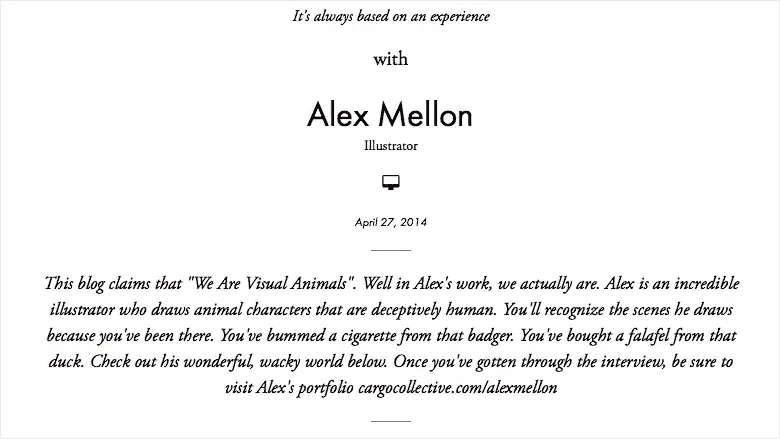 It's always based on an experience
with
Alex Mellon
Illustrator
April 27, 2014
This blog claims that "We Are Visual Animals". Well in Alex's work, we actually are. Alex is an incredible
illustrator who draws animal characters that are deceptively human. You'll recognize the scenes he draws
because you've been there. You've bummed a cigarette from that badger. You've bought a falafel from that
duck. Check out his wonderful, wacky world below. Once you've gotten through the interview, be sure to
visit Alex's portfolio cargocollective.com/alexmellon